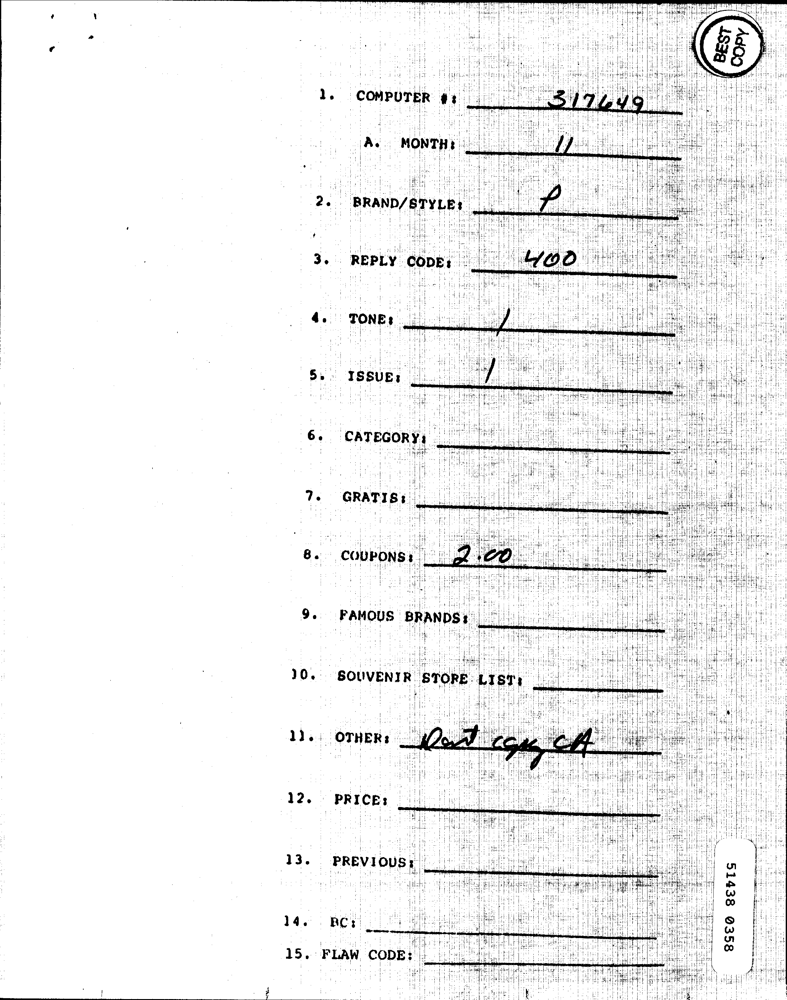 BEST
COPY
1. COMPUTER #: 317649
A. MONTH: 11
2. BRAND/STYLE: P
3. REPLY CODE: 400
4. TONE: 1
5. ISSUE: 1
6. CATEGORY:
7. GRATIS:
8. COUPONS: 2.00
9. FAMOUS BRANDS:
10. SOUVENIR STORE LIST:
11. OTHER: Don't copy CA
12. PRICE:
13. PREVIOUS:
14. BC:
15. FLAW CODE:
51438 0358